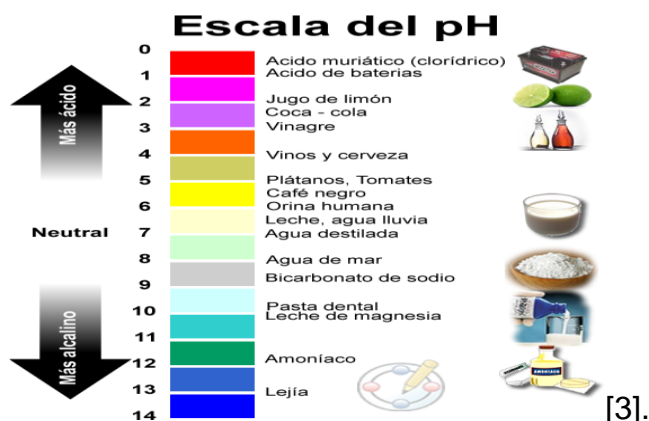 Escala del pH
0
Acido muriático (clorídrico)
Acido de baterias
1
2
Jugo de limón
Coca - cola
3
Vinagre
4
Vinos y cerveza
5
Plátanos, Tomates
Café negro
6
Orina humana
Leche, agua lluvia
7
Agua destilada
8
Agua de mar
Bicarbonato de sodio
9
10
Pasta dental
Leche de magnesia
11
12
Amoníaco
13
Lejía
14
Más ácido
Neutral
Más alcalino
[3].